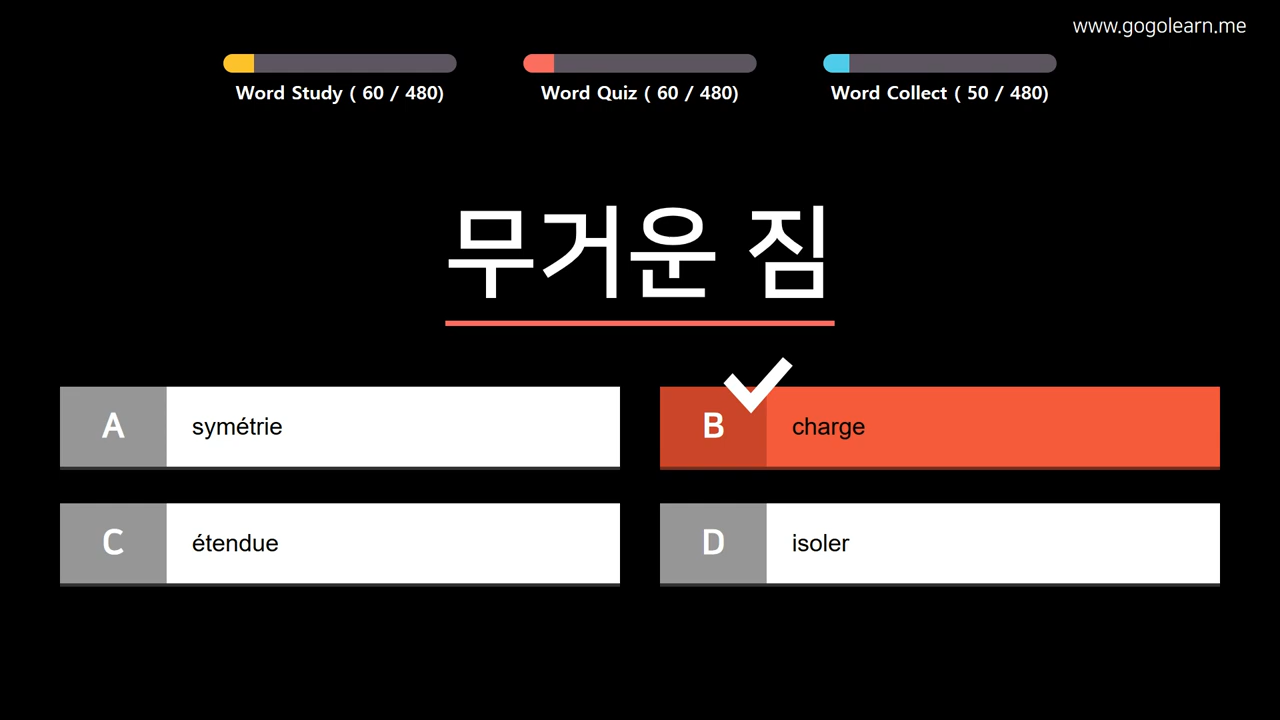 www.gogolearn.me
Word Study ( 60 / 480)
Word Quiz ( 60 / 480)
Word Collect ( 50 / 480)
무거운 짐
A symétrie
B charge
C étendue
D isoler